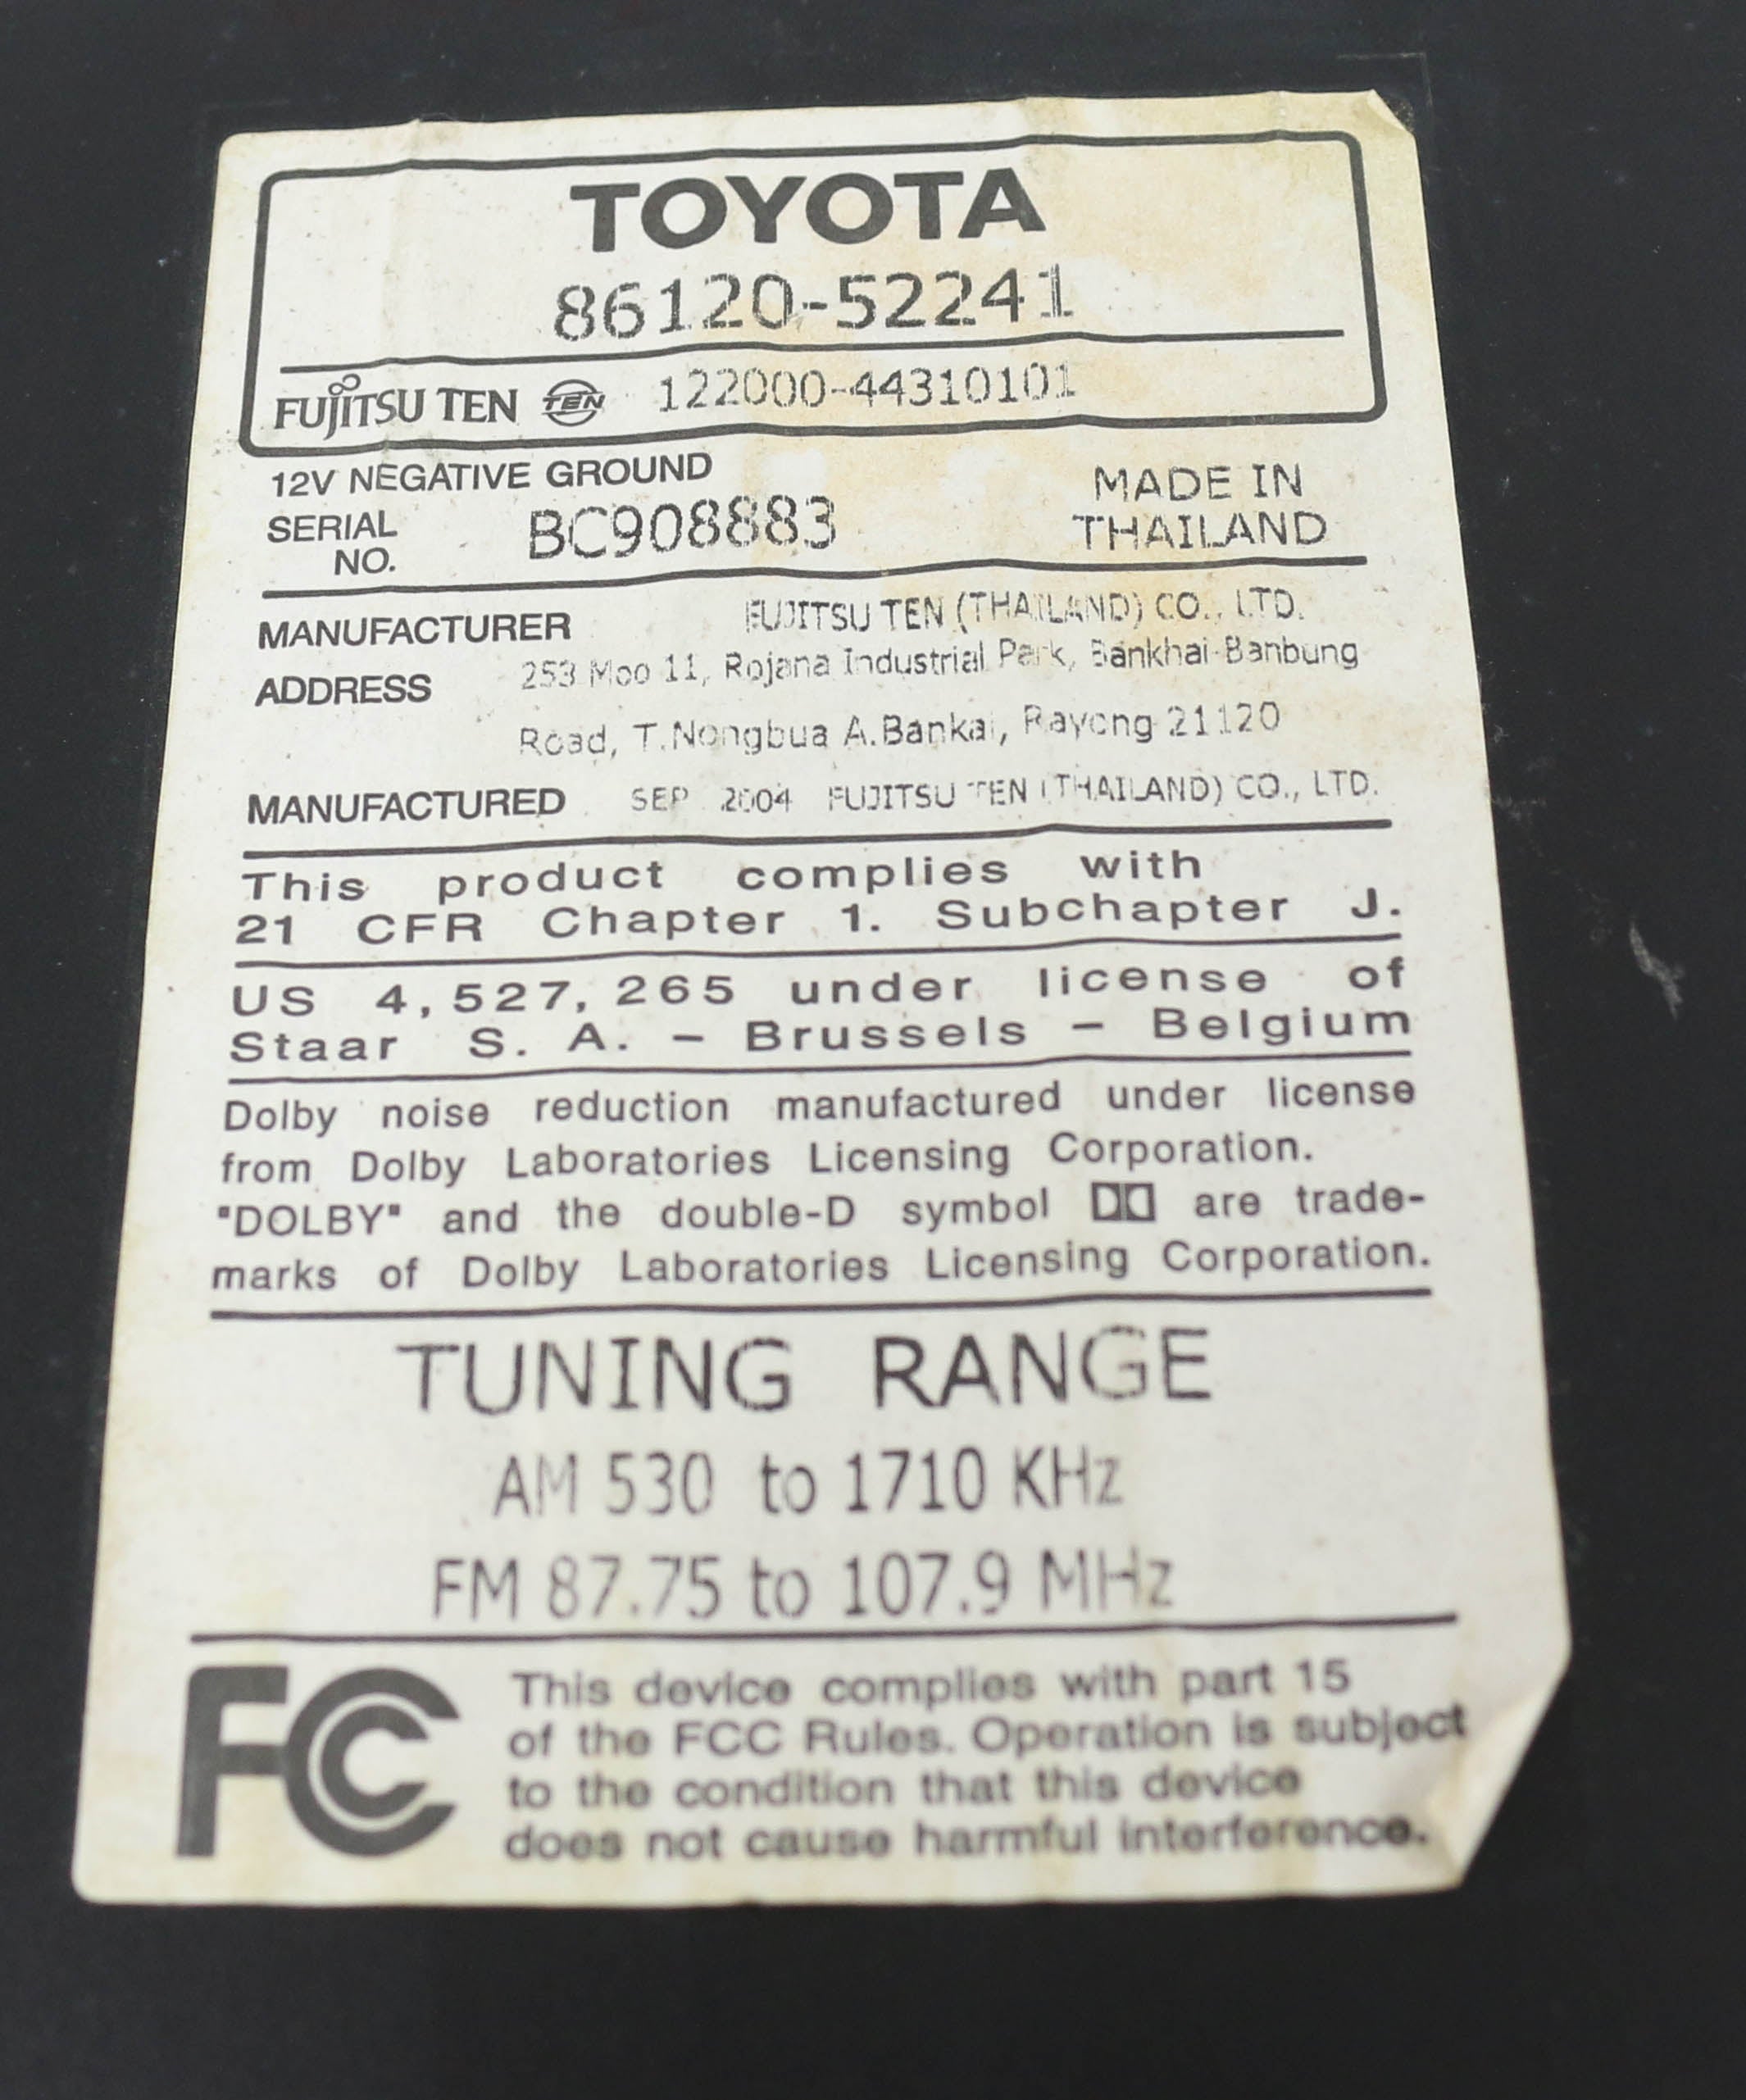 TOYOTA
86120-52241
FUJITSU TEN TEN 122000-44310101
12V NEGATIVE GROUND
SERIAL NO. BC908883
MADE IN
THAILAND
MANUFACTURER FUJITSU TEN (THAILAND) CO., LTD.
ADDRESS 253 Moo 11, Rojana Industrial Park, Bankhai-Banbung
Road, T.Nongbua A.Bankai, Rayong 21120
MANUFACTURED SEP 2004 FUJITSU TEN (THAILAND) CO., LTD.
This product complies with
21 CFR Chapter 1. Subchapter J.
US 4,527,265 under license of
Staar S. A. – Brussels – Belgium
Dolby noise reduction manufactured under license
from Dolby Laboratories Licensing Corporation.
"DOLBY" and the double-D symbol are trade-
marks of Dolby Laboratories Licensing Corporation.
TUNING RANGE
AM 530 to 1710 KHz
FM 87.75 to 107.9 MHz
FC This device complies with part 15
of the FCC Rules. Operation is subject
to the condition that this device
does not cause harmful interference.